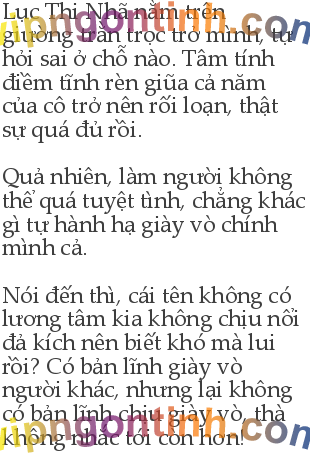 Lục Thi Nhã nằm trên
giường trằn trọc trở mình, tự
hỏi sai ở chỗ nào. Tâm tính
điềm tĩnh rèn giũa cả năm
của cô trở nên rối loạn, thật
sự quá đủ rồi.

Quả nhiên, làm người không
thể quá tuyệt tình, chẳng khác
gì tự hành hạ giày vò chính
mình cả.

Nói đến thì, cái tên không có
lương tâm kia không chịu nổi
đả kích nên biết khó mà lui
rồi? Có bản lĩnh giày vò
người khác, nhưng lại không
có bản lĩnh chịu giày vò, thà
không nhắc tới còn hơn!
vipngontinh.com
vipngontinh.com